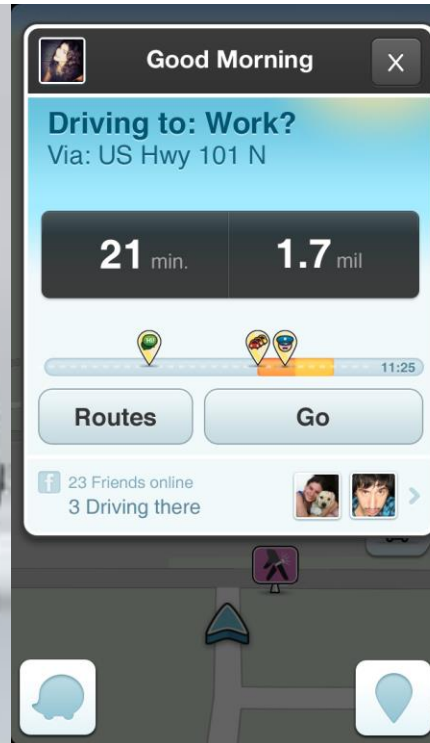 Good Morning
X
Driving to: Work?
Via: US Hwy 101 N
21 min.
1.7 mil
11:25
Routes
Go
f
23 Friends online
3 Driving there